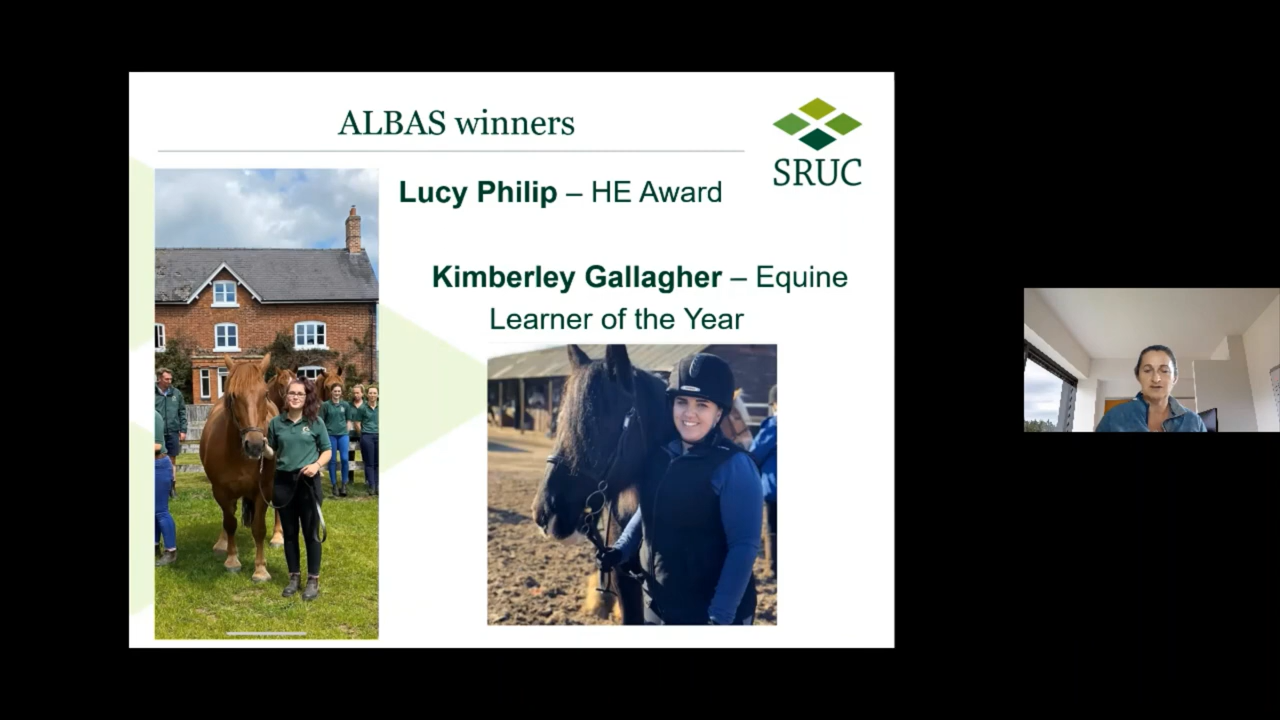 ALBAS winners
SRUC
Lucy Philip – HE Award
Kimberley Gallagher – Equine
Learner of the Year